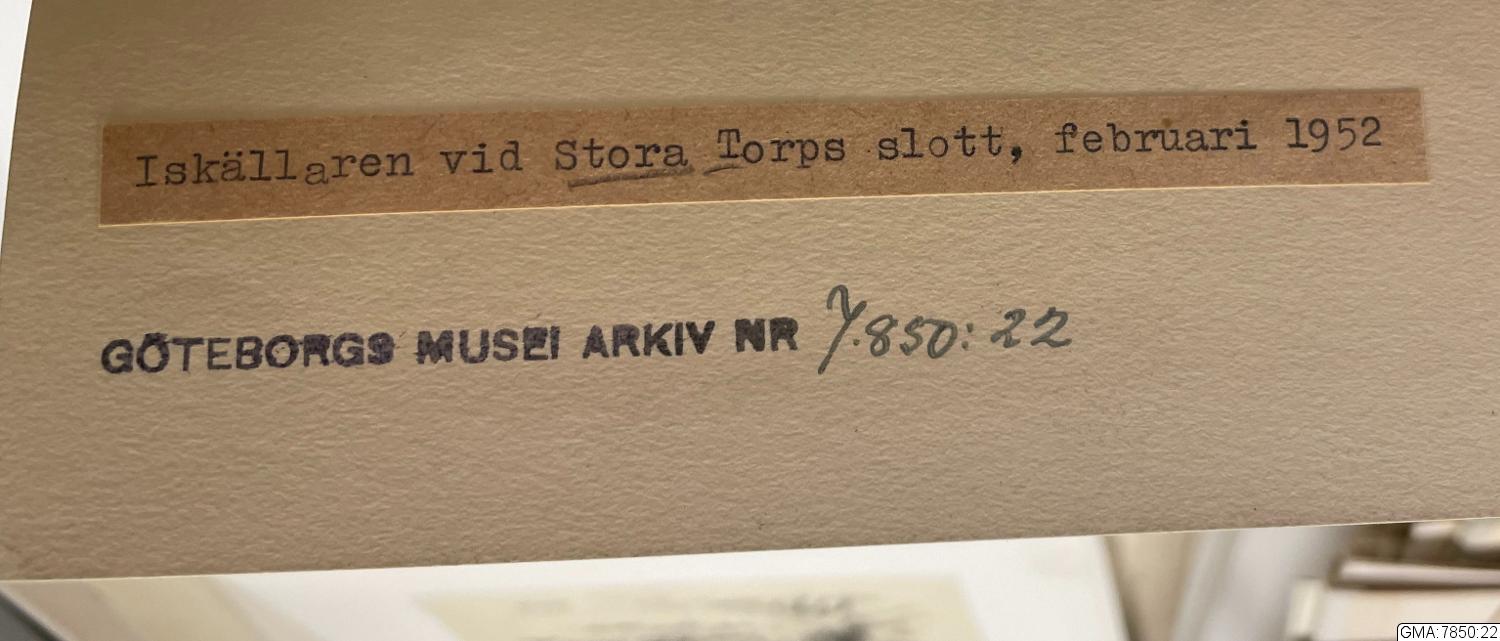 Iskällaren vid Stora Torps slott, februari 1952
GÖTEBORGS MUSEI ARKIV NR 7.850:22
GMA:7850:22